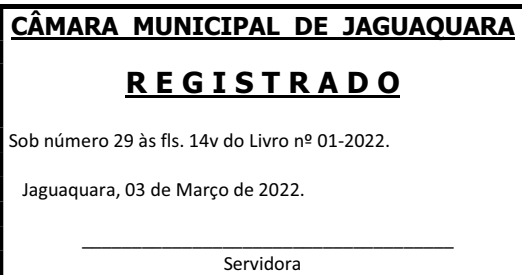 CÂMARA MUNICIPAL DE JAGUAQUARA
R E G I S T R A D O
Sob número 29 às fls. 14v do Livro nº 01-2022.
Jaguaquara, 03 de Março de 2022.
Servidora